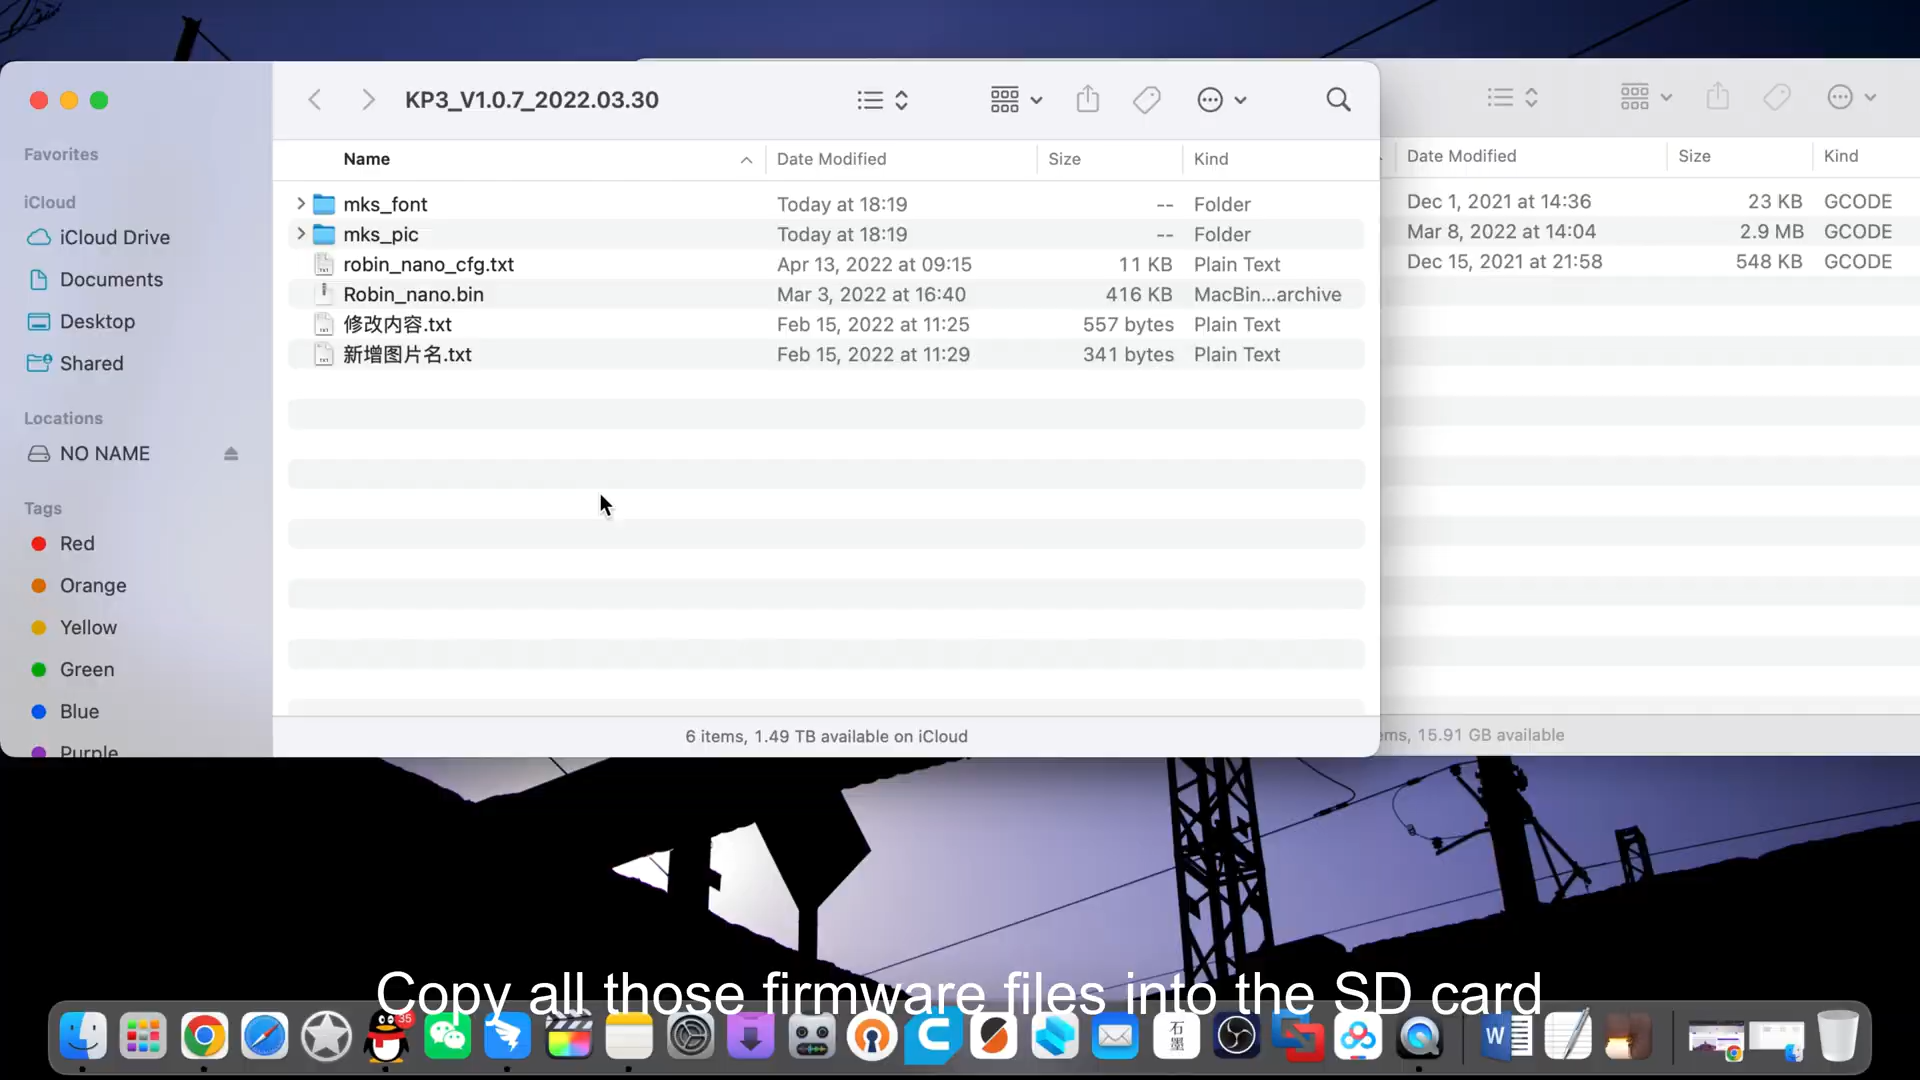 KP3_V1.0.7_2022.03.30
Favorites
iCloud
iCloud Drive
Documents
Desktop
Shared
Locations
NO NAME
Tags
Red
Orange
Yellow
Green
Blue
Purple
Name Date Modified Size Kind
mks_font Today at 18:19 -- Folder
mks_pic Today at 18:19 -- Folder
robin_nano_cfg.txt Apr 13, 2022 at 09:15 11 KB Plain Text
Robin_nano.bin Mar 3, 2022 at 16:40 416 KB MacBin...archive
修改内容.txt Feb 15, 2022 at 11:25 557 bytes Plain Text
新增图片名.txt Feb 15, 2022 at 11:29 341 bytes Plain Text
6 items, 1.49 TB available on iCloud
Date Modified Size Kind
Dec 1, 2021 at 14:36 23 KB GCODE
Mar 8, 2022 at 14:04 2.9 MB GCODE
Dec 15, 2021 at 21:58 548 KB GCODE
ems, 15.91 GB available
Copy all those firmware files into the SD card
35
石墨
W